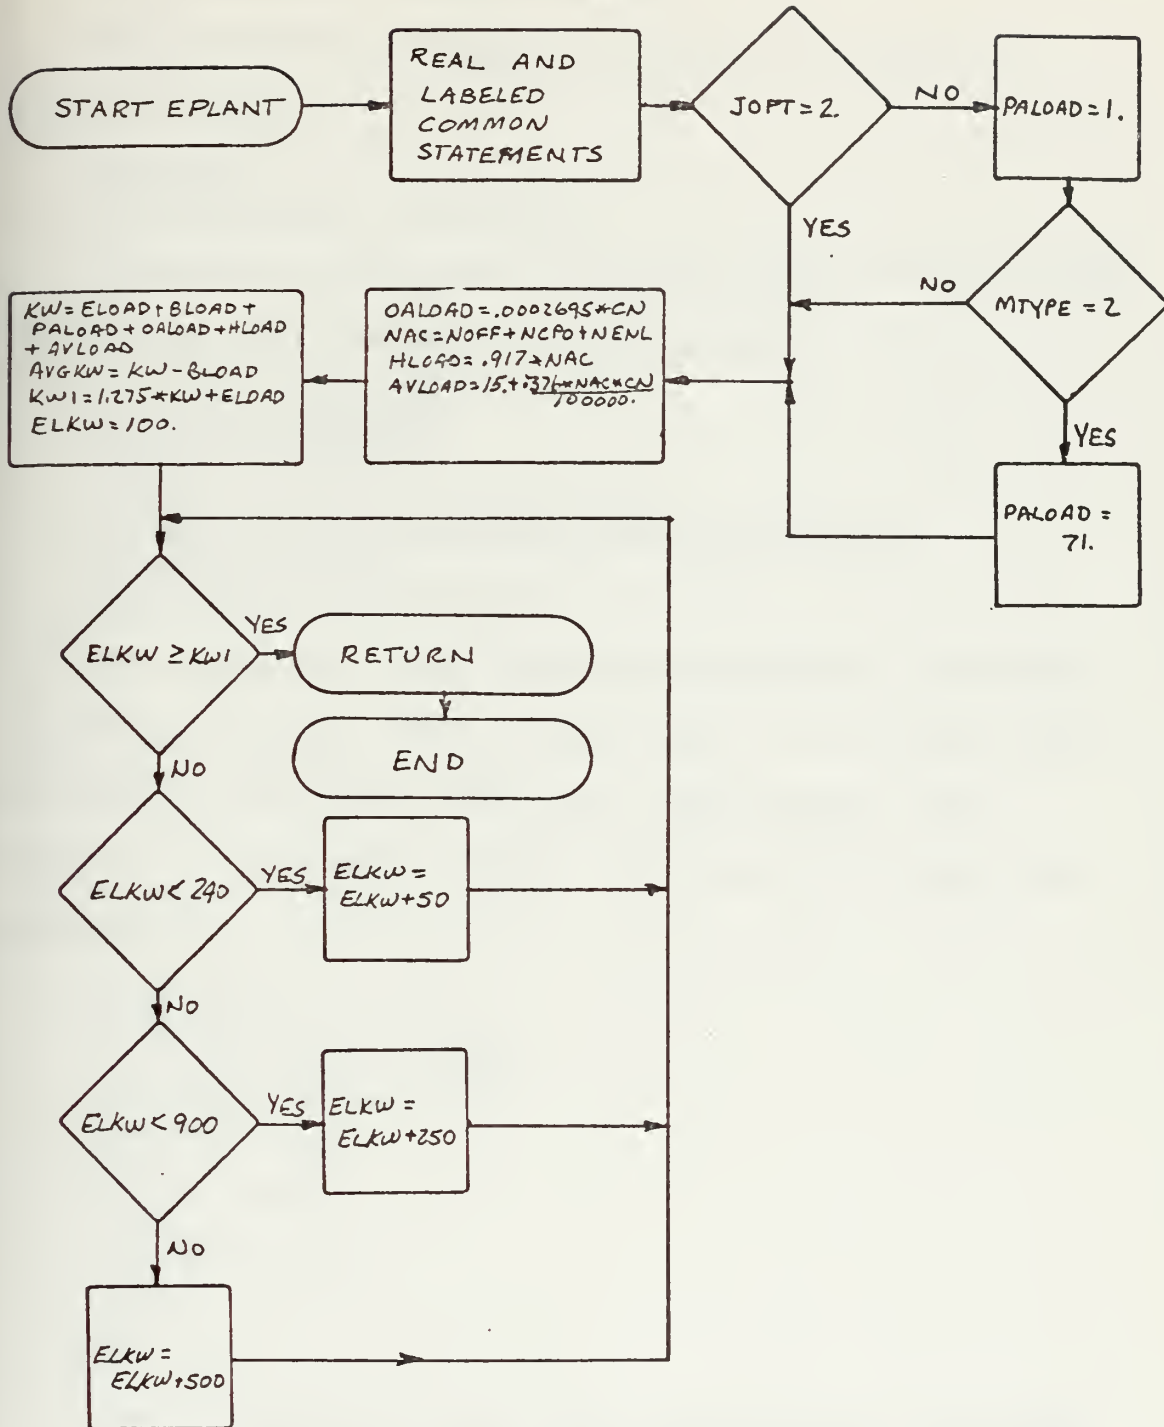 START EPLANT
REAL AND
LABELED
COMMON
STATEMENTS
JOPT = 2.
NO
PALOAD = 1.
YES
NO
MTYPE = 2
YES
PALOAD =
71.
OALOAD = .0002695*CN
NAC = NOFF + NCPO + NENL
HLOAD = .917*NAC
AVLOAD = 15. + .376*NAC*CN
100000.
KW = ELOAD + BLOAD +
PALOAD + OALOAD + HLOAD
+ AVLOAD
AVGKW = KW - BLOAD
KW1 = 1.275*KW + ELOAD
ELKW = 100.
ELKW ≥ KW1
YES
RETURN
END
NO
ELKW < 240
YES
ELKW =
ELKW + 50
NO
ELKW < 900
YES
ELKW =
ELKW + 250
NO
ELKW =
ELKW + 500